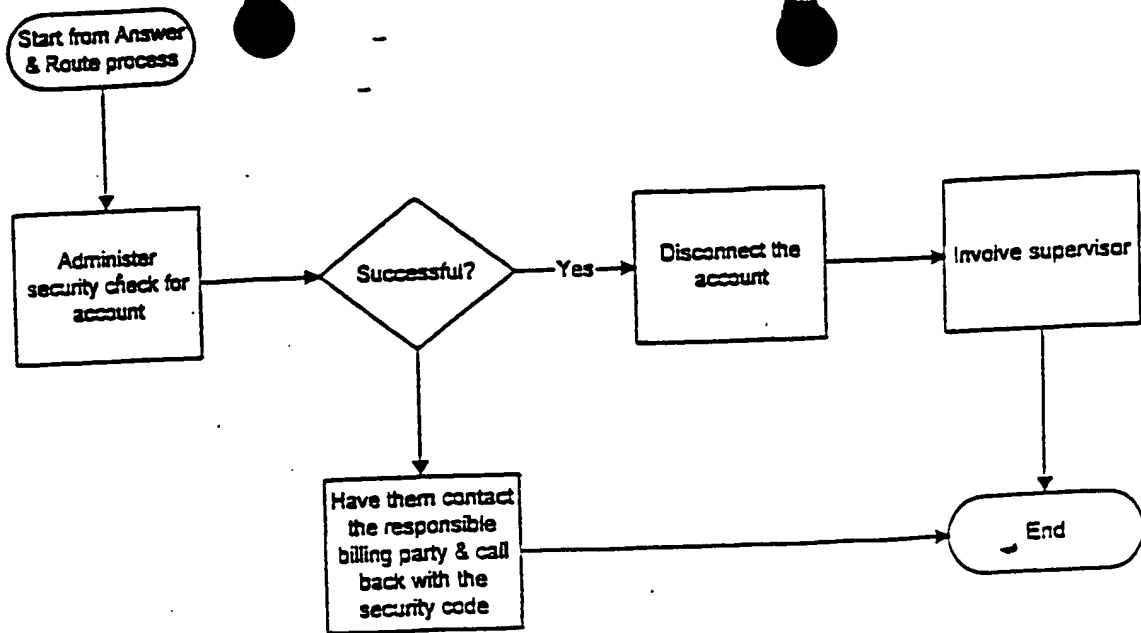 Start from Answer
& Route process
Administer
security check for
account
Successful?
Yes
Disconnect the
account
Involve supervisor
Have them contact
the responsible
billing party & call
back with the
security code
End